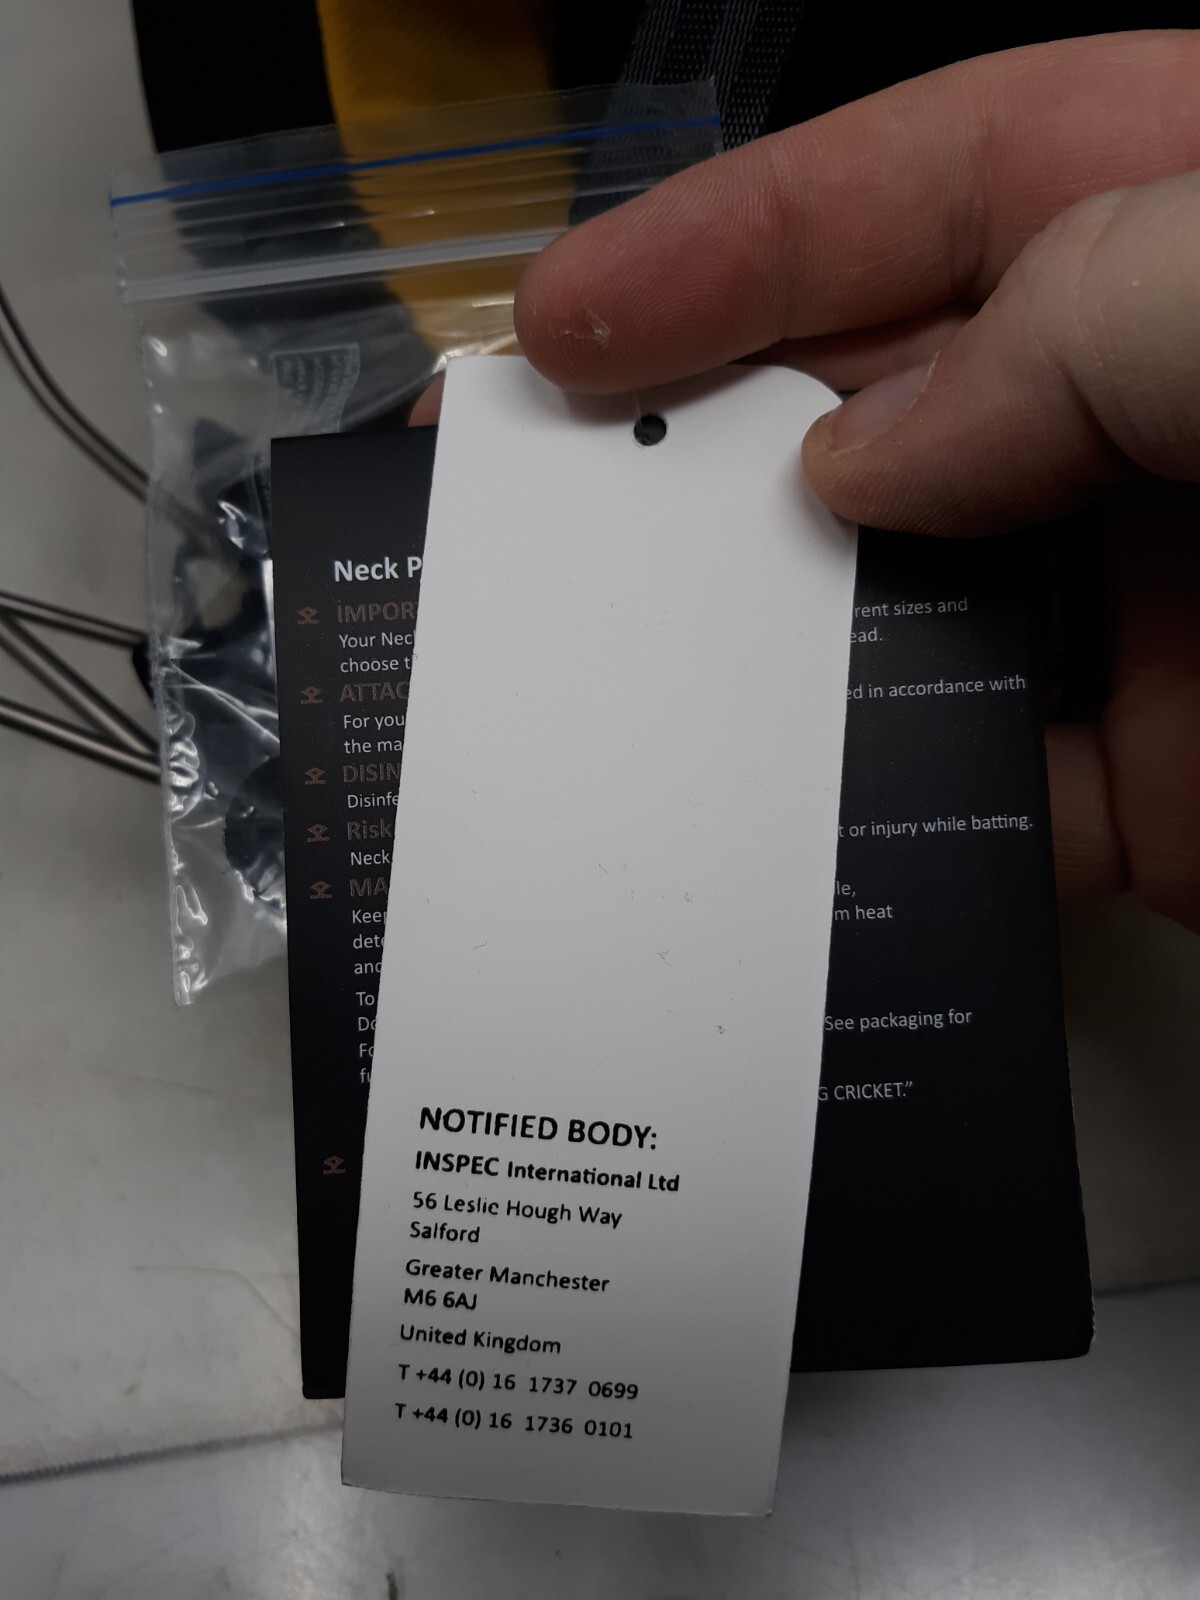 Neck P
IMPOR
Your Nec
choose t
rent sizes and
ead.
ATTAC
For you
the ma
ed in accordance with
DISIN
Disinfe
Risk
Neck
t or injury while batting.
MA
Keep
dete
and
le,
m heat
To
Do
Fo
fu
See packaging for
G CRICKET.”
NOTIFIED BODY:
INSPEC International Ltd
56 Leslie Hough Way
Salford
Greater Manchester
M6 6AJ
United Kingdom
T +44 (0) 16 1737 0699
T +44 (0) 16 1736 0101